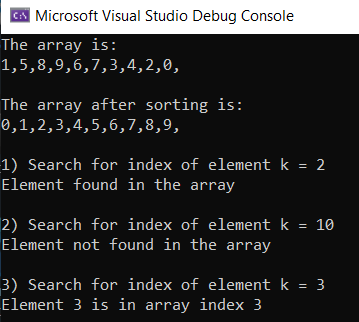 Microsoft Visual Studio Debug Console
The array is:
1,5,8,9,6,7,3,4,2,0,
The array after sorting is:
0,1,2,3,4,5,6,7,8,9,
1) Search for index of element k = 2
Element found in the array
2) Search for index of element k = 10
Element not found in the array
3) Search for index of element k = 3
Element 3 is in array index 3